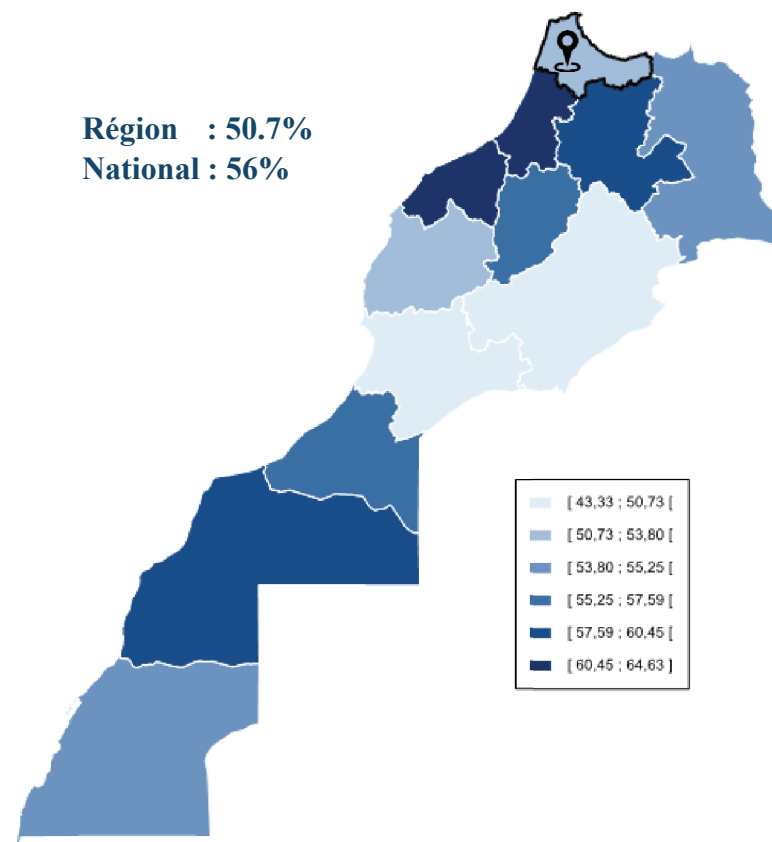 Région : 50.7%
National : 56%
[ 43,33 ; 50,73 [
[ 50,73 ; 53,80 [
[ 53,80 ; 55,25 [
[ 55,25 ; 57,59 [
[ 57,59 ; 60,45 [
[ 60,45 ; 64,63 ]